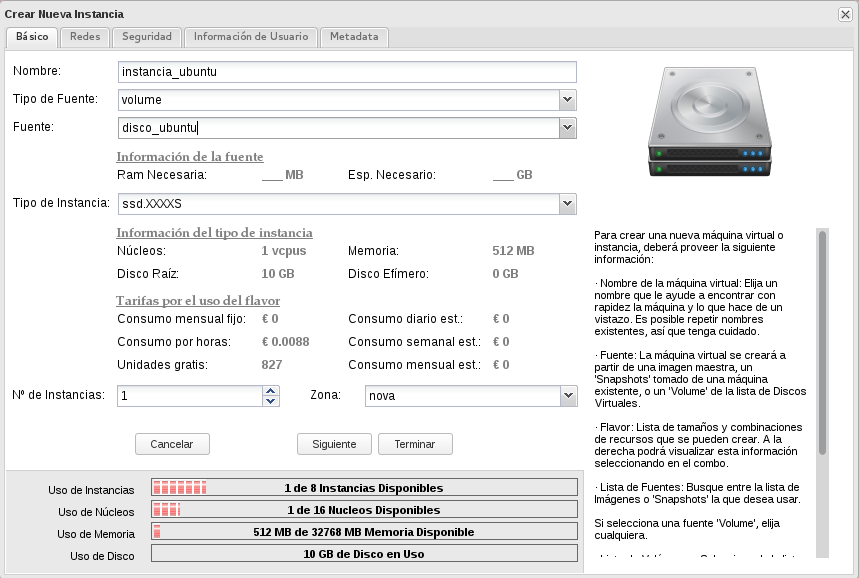 Crear Nueva Instancia
Básico Redes Seguridad Información de Usuario Metadata
Nombre: instancia_ubuntu
Tipo de Fuente: volume
Fuente: disco_ubuntu
Información de la fuente
Ram Necesaria: ___ MB Esp. Necesario: ___ GB
Tipo de Instancia: ssd.XXXXS
Información del tipo de instancia
Núcleos: 1 vcpus Memoria: 512 MB
Disco Raíz: 10 GB Disco Efímero: 0 GB
Tarifas por el uso del flavor
Consumo mensual fijo: € 0 Consumo diario est.: € 0
Consumo por horas: € 0.0088 Consumo semanal est.: € 0
Unidades gratis: 827 Consumo mensual est.: € 0
Nº de Instancias: 1 Zona: nova
Cancelar Siguiente Terminar
Uso de Instancias 1 de 8 Instancias Disponibles
Uso de Núcleos 1 de 16 Nucleos Disponibles
Uso de Memoria 512 MB de 32768 MB Memoria Disponible
Uso de Disco 10 GB de Disco en Uso
Para crear una nueva máquina virtual o
instancia, deberá proveer la siguiente
información:
· Nombre de la máquina virtual: Elija un
nombre que le ayude a encontrar con
rapidez la máquina y lo que hace de un
vistazo. Es posible repetir nombres
existentes, así que tenga cuidado.
· Fuente: La máquina virtual se creará a
partir de una imagen maestra, un
'Snapshots' tomado de una máquina
existente, o un 'Volume' de la lista de Discos
Virtuales.
· Flavor: Lista de tamaños y combinaciones
de recursos que se pueden crear. A la
derecha podrá visualizar esta información
seleccionando en el combo.
· Lista de Fuentes: Busque entre la lista de
Imágenes o 'Snapshots' la que desea usar.
Si selecciona una fuente 'Volume', elija
cualquiera.